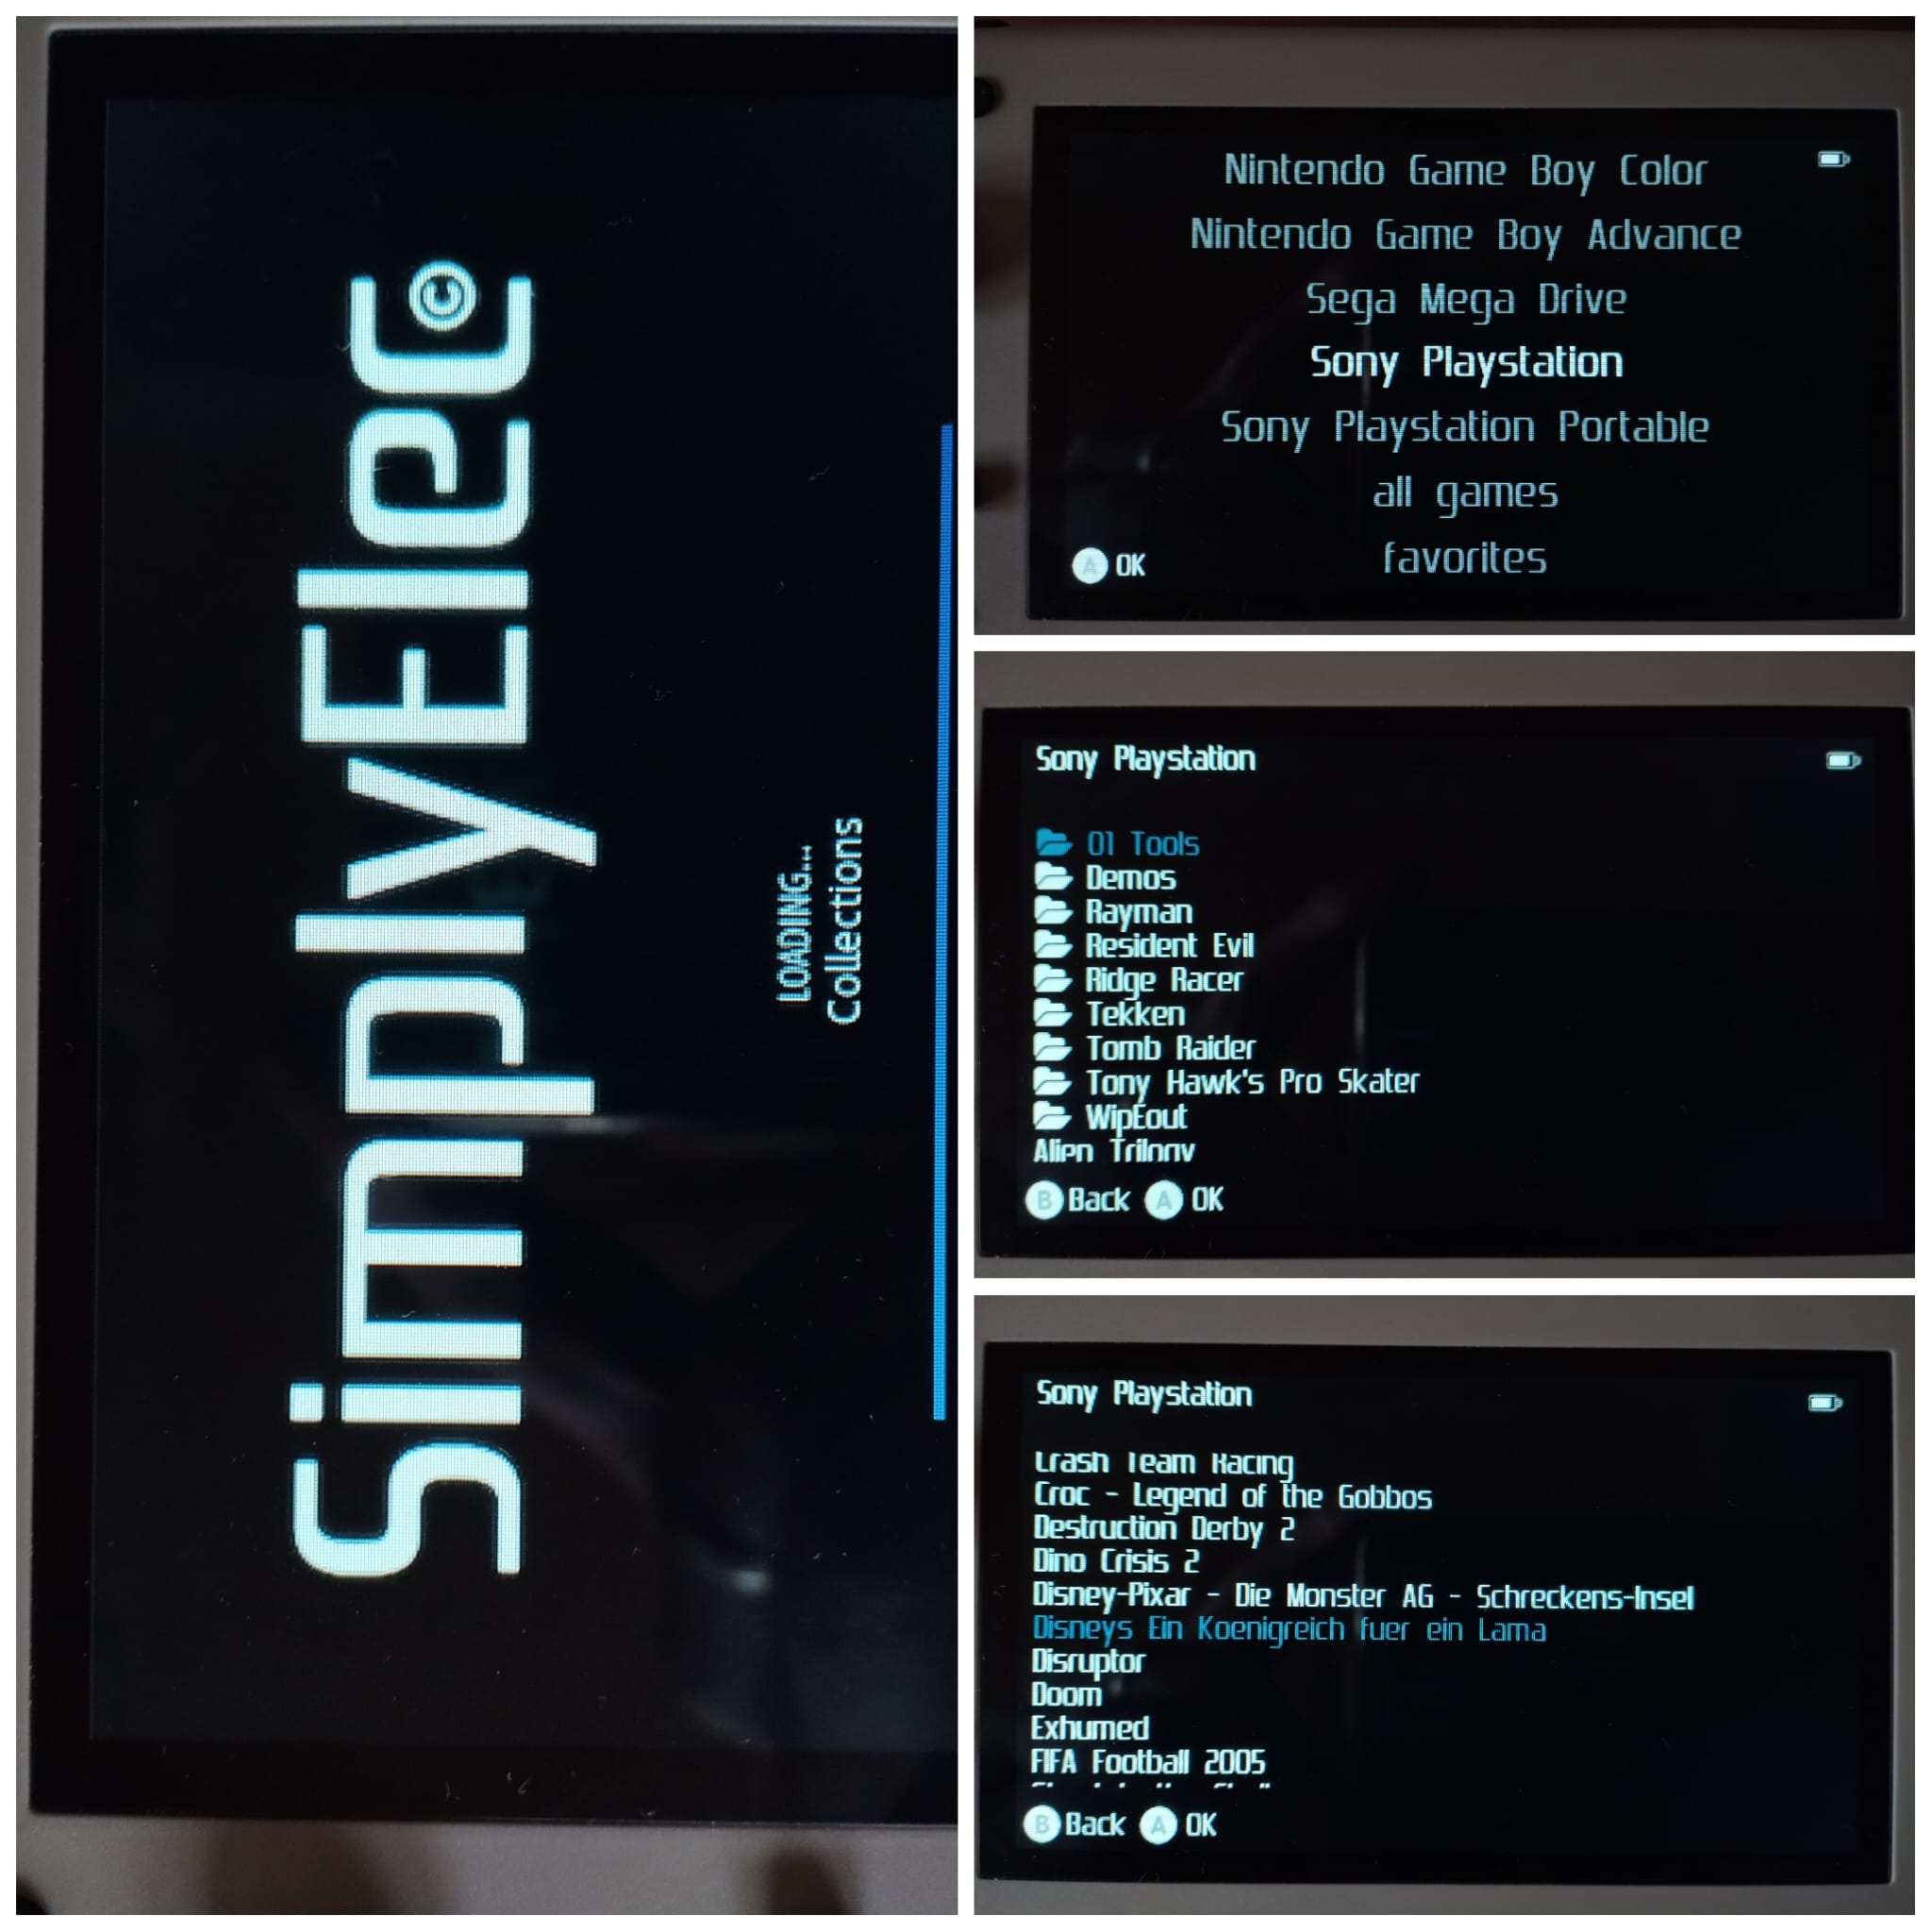 SimplyElec©
LOADING...
Collections
Nintendo Game Boy Color
Nintendo Game Boy Advance
Sega Mega Drive
Sony Playstation
Sony Playstation Portable
all games
favorites
A OK
Sony Playstation
01 Tools
Demos
Rayman
Resident Evil
Ridge Racer
Tekken
Tomb Raider
Tony Hawk's Pro Skater
WipEout
Alien Trilogy
B Back A OK
Sony Playstation
Crash Team Racing
Croc - Legend of the Gobbos
Destruction Derby 2
Dino Crisis 2
Disney-Pixar - Die Monster AG - Schreckens-Insel
Disneys Ein Koenigreich fuer ein Lama
Disruptor
Doom
Exhumed
FIFA Football 2005
B Back A OK